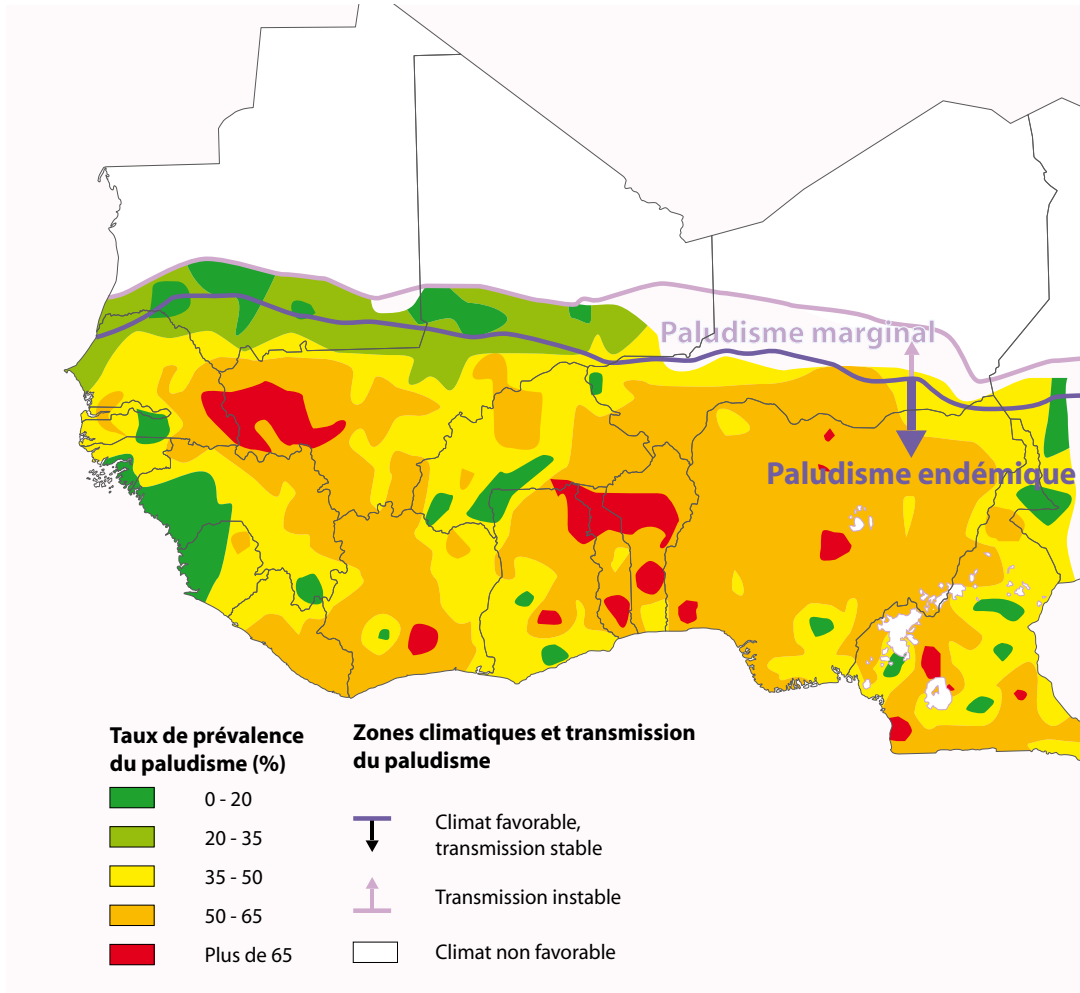 Paludisme marginal
Paludisme endémique
Taux de prévalence
du paludisme (%)
0 - 20
20 - 35
35 - 50
50 - 65
Plus de 65
Zones climatiques et transmission
du paludisme
Climat favorable,
transmission stable
Transmission instable
Climat non favorable